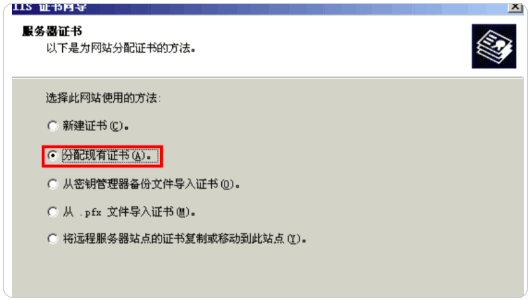 IIS 证书向导
服务器证书
以下是为网站分配证书的方法。
选择此网站使用的方法:
新建证书(C)。
分配现有证书(A)。
从密钥管理器备份文件导入证书(O)。
从 .pfx 文件导入证书(M)。
将远程服务器站点的证书复制或移动到此站点(Y)。